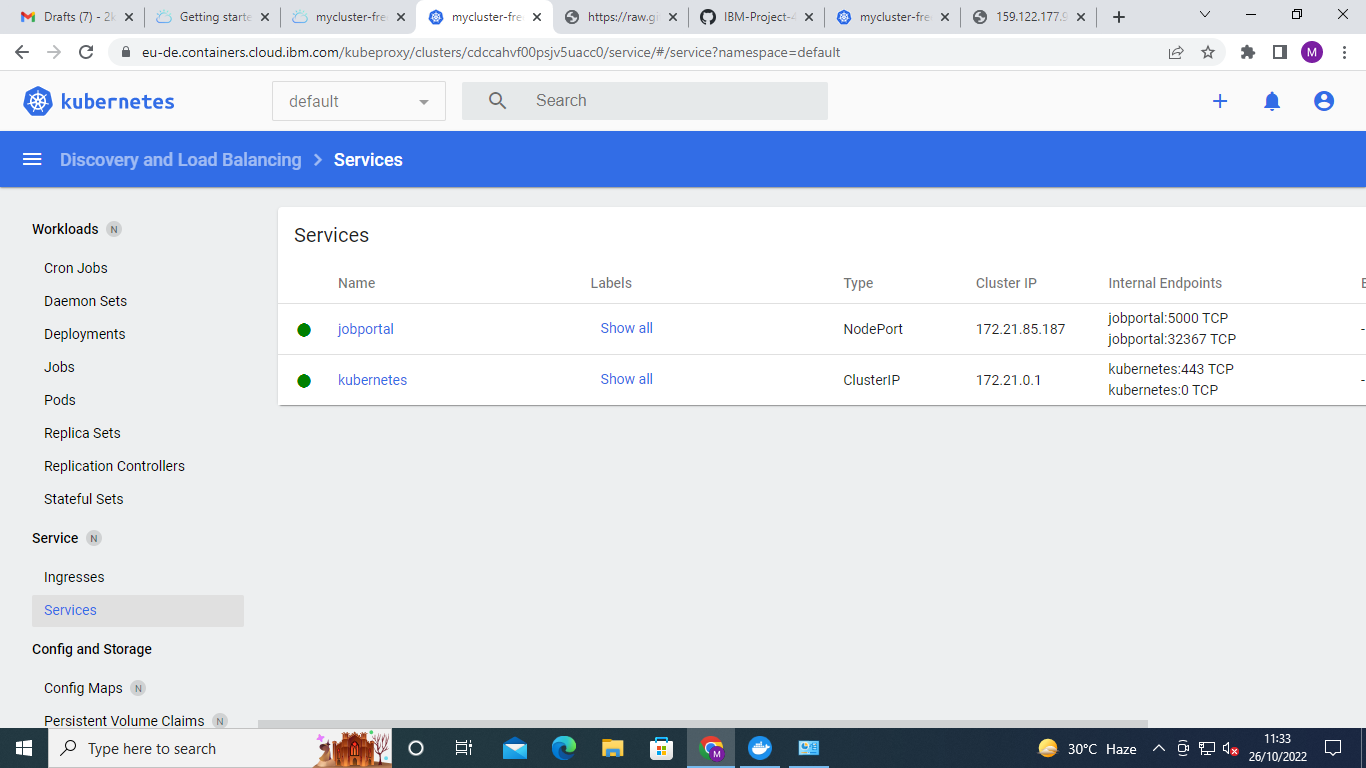 Drafts (7) - 2k
Getting starte
mycluster-fre
mycluster-fre
https://raw.gi
IBM-Project-4
mycluster-fre
159.122.177.9
eu-de.containers.cloud.ibm.com/kubeproxy/clusters/cdccahvf00psjv5uacc0/service/#/service?namespace=default
M
kubernetes
default
Search
Discovery and Load Balancing
Services
Workloads N
Cron Jobs
Daemon Sets
Deployments
Jobs
Pods
Replica Sets
Replication Controllers
Stateful Sets
Service N
Ingresses
Services
Config and Storage
Config Maps N
Persistent Volume Claims N
Services
Name Labels Type Cluster IP Internal Endpoints E
jobportal Show all NodePort 172.21.85.187 jobportal:5000 TCP -
jobportal:32367 TCP
kubernetes Show all ClusterIP 172.21.0.1 kubernetes:443 TCP -
kubernetes:0 TCP
Type here to search
M
30°C Haze
11:33
26/10/2022